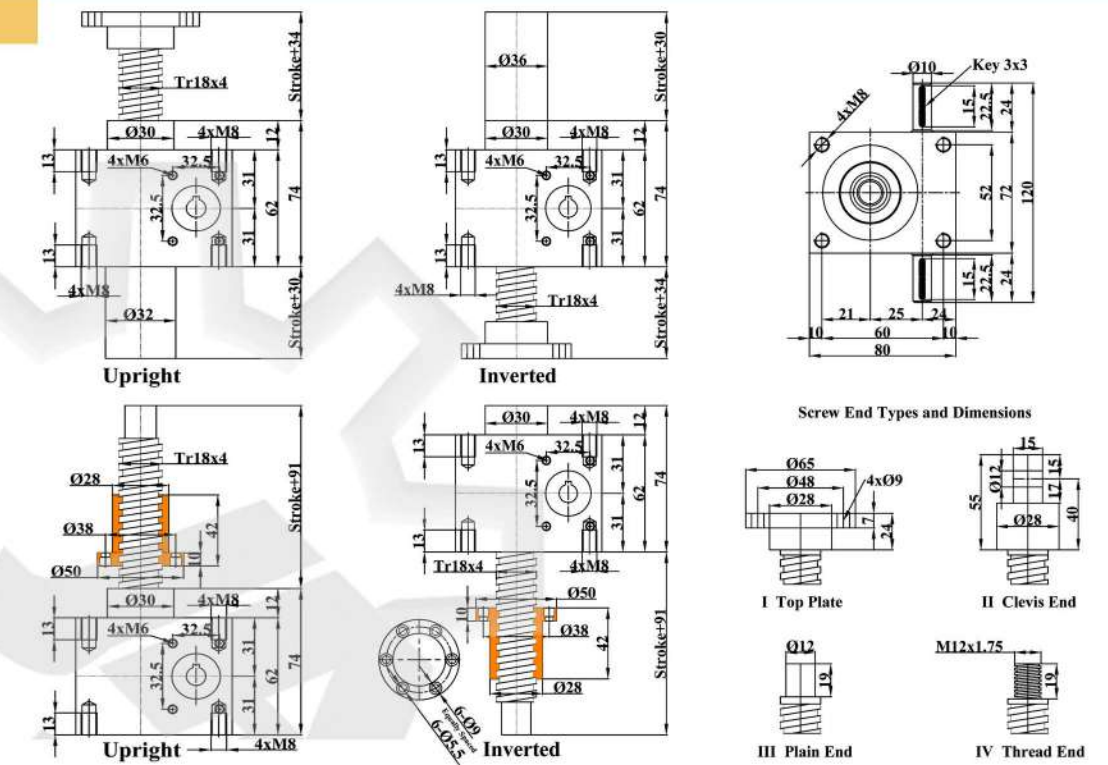 Tr18x4
Ø30
4xM8
4xM6
32.5
32.5
13
13
31
31
62
12
74
Stroke+34
Stroke+30
4xM8
Ø32
Upright
Ø36
Ø30
4xM8
4xM6
32.5
32.5
13
13
31
31
62
12
74
Stroke+30
Stroke+34
4xM8
Tr18x4
Inverted
Ø10
Key 3x3
4xM8
15
22.5
24
52
72
120
15
22.5
24
21
25
24
10
60
10
80
Tr18x4
Ø28
Ø38
Ø50
42
10
Stroke+91
Ø30
4xM8
4xM6
32.5
32.5
13
13
31
31
62
12
74
4xM8
Upright
Ø30
4xM8
4xM6
32.5
32.5
13
13
31
31
62
12
74
4xM8
Tr18x4
Ø50
10
Ø38
42
Ø28
Stroke+91
6-Ø9
Equally Spaced
6-Ø5.5
Inverted
Screw End Types and Dimensions
Ø65
Ø48
Ø28
4xØ9
7
24
I Top Plate
15
Ø12
15
17
55
40
Ø28
II Clevis End
Ø12
19
III Plain End
M12x1.75
19
IV Thread End